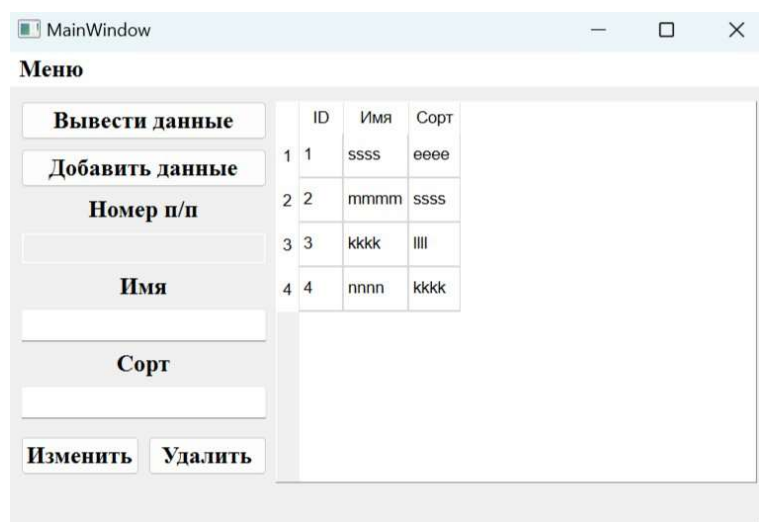 MainWindow
Меню
Вывести данные
Добавить данные
Номер п/п
Имя
Сорт
Изменить Удалить
ID Имя Сорт
1 1 ssss eeee
2 2 mmmm ssss
3 3 kkkk llll
4 4 nnnn kkkk